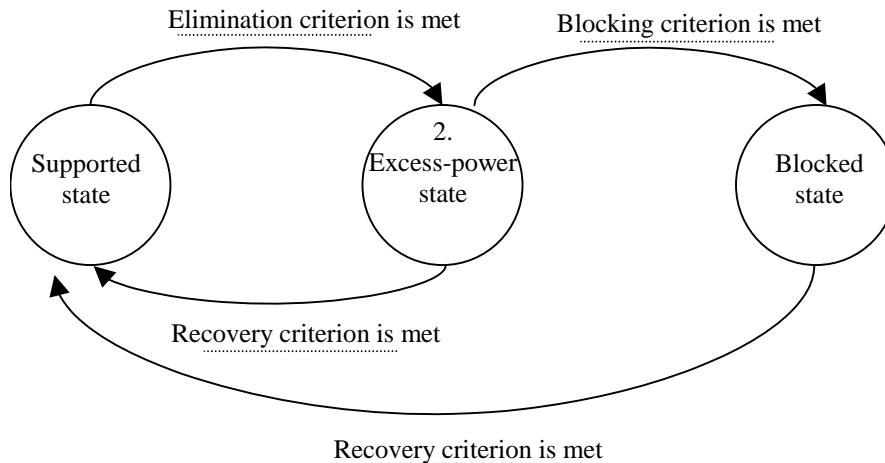 Elimination criterion is met
Blocking criterion is met
Supported
state
2.
Excess-power
state
Blocked
state
Recovery criterion is met
Recovery criterion is met